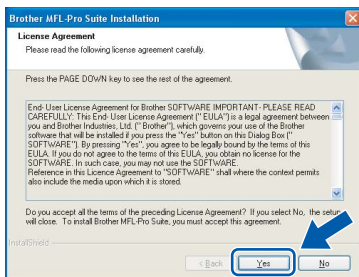 Brother MFL-Pro Suite Installation
License Agreement
Please read the following license agreement carefully.
Press the PAGE DOWN key to see the rest of the agreement.
End- User License Agreement for Brother SOFTWARE IMPORTANT- PLEASE READ
CAREFULLY: This End- User License Agreement (" EULA") is a legal agreement between
you and Brother Industries, Ltd. (" Brother"), which governs your use of the Brother
software that will be installed if you press the "Yes" button on this Dialog Box ("
SOFTWARE"). By pressing "Yes", you agree to be legally bound by the terms of this
EULA. If you do not agree to the terms of this EULA, you obtain no license for the
SOFTWARE. In such case, you may not use the SOFTWARE.
Reference in this Licence Agreement to "SOFTWARE" shall where the context permits
also include the media upon which it is stored.
Do you accept all the terms of the preceding License Agreement? If you select No, the setup
will close. To install Brother MFL-Pro Suite, you must accept this agreement.
InstallShield
< Back
Yes
No